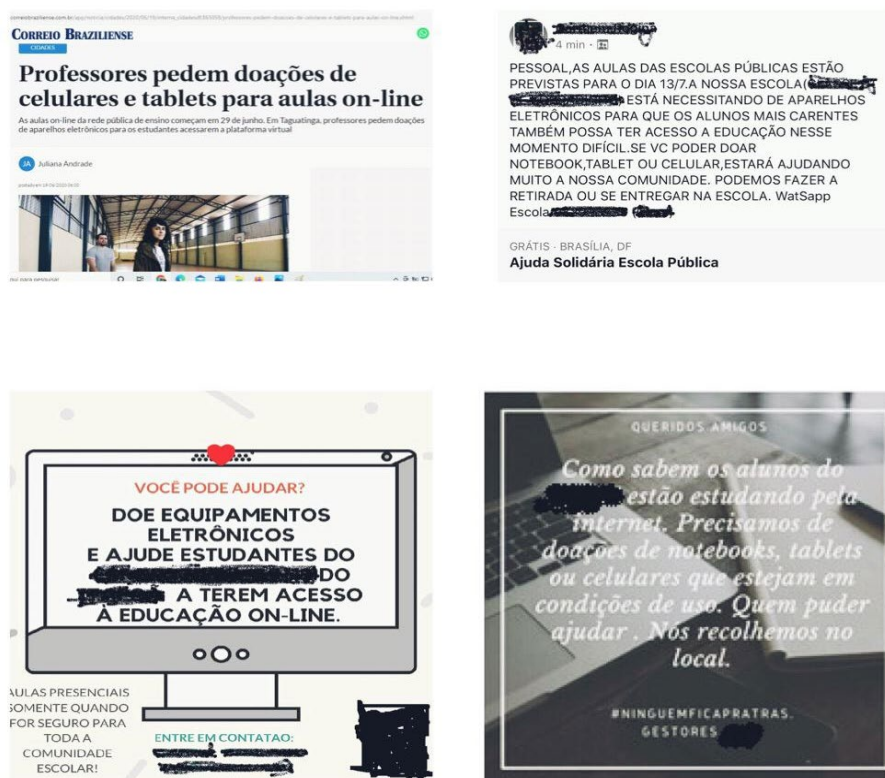 CORREIO BRAZILIENSE
CIDADES
Professores pedem doações de
celulares e tablets para aulas on-line
As aulas on-line da rede pública de ensino começam em 29 de junho. Em Taguatinga, professores pedem doações
de aparelhos eletrônicos para os estudantes acessarem a plataforma virtual
JA Juliana Andrade
4 min
PESSOAL,AS AULAS DAS ESCOLAS PÚBLICAS ESTÃO
PREVISTAS PARA O DIA 13/7.A NOSSA ESCOLA(
ESTÁ NECESSITANDO DE APARELHOS
ELETRÔNICOS PARA QUE OS ALUNOS MAIS CARENTES
TAMBÉM POSSA TER ACESSO A EDUCAÇÃO NESSE
MOMENTO DIFÍCIL.SE VC PODER DOAR
NOTEBOOK,TABLET OU CELULAR,ESTARÁ AJUDANDO
MUITO A NOSSA COMUNIDADE. PODEMOS FAZER A
RETIRADA OU SE ENTREGAR NA ESCOLA. WatSapp
Escola
GRÁTIS · BRASÍLIA, DF
Ajuda Solidária Escola Pública
VOCÊ PODE AJUDAR?
DOE EQUIPAMENTOS
ELETRÔNICOS
E AJUDE ESTUDANTES DO
DO
A TEREM ACESSO
À EDUCAÇÃO ON-LINE.
AULAS PRESENCIAIS
SOMENTE QUANDO
FOR SEGURO PARA
TODA A
COMUNIDADE
ESCOLAR!
ENTRE EM CONTATAO:
QUERIDOS AMIGOS
Como sabem os alunos do
estão estudando pela
internet. Precisamos de
doações de notebooks, tablets
ou celulares que estejam em
condições de uso. Quem puder
ajudar . Nós recolhemos no
local.
#NINGUEMFICAPRATRAS.
GESTORES